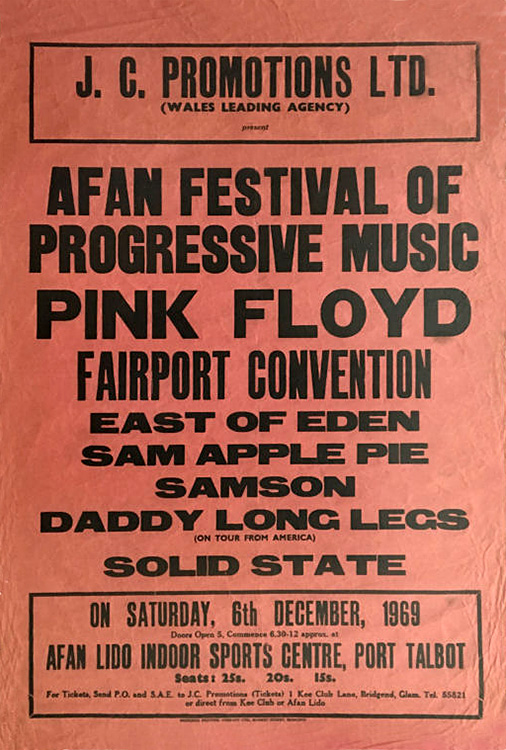 J. C. PROMOTIONS LTD.
(WALES LEADING AGENCY)
present
AFAN FESTIVAL OF
PROGRESSIVE MUSIC
PINK FLOYD
FAIRPORT CONVENTION
EAST OF EDEN
SAM APPLE PIE
SAMSON
DADDY LONG LEGS
(ON TOUR FROM AMERICA)
SOLID STATE
ON SATURDAY, 6th DECEMBER, 1969
Doors Open 5, Commence 6.30-12 approx. at
AFAN LIDO INDOOR SPORTS CENTRE, PORT TALBOT
Seats: 25s. 20s. 15s.
For Tickets, Send P.O. and S.A.E. to J.C. Promotions (Tickets) 1 Kee Club Lane, Bridgend, Glam. Tel. 55821
or direct from Kee Club or Afan Lido